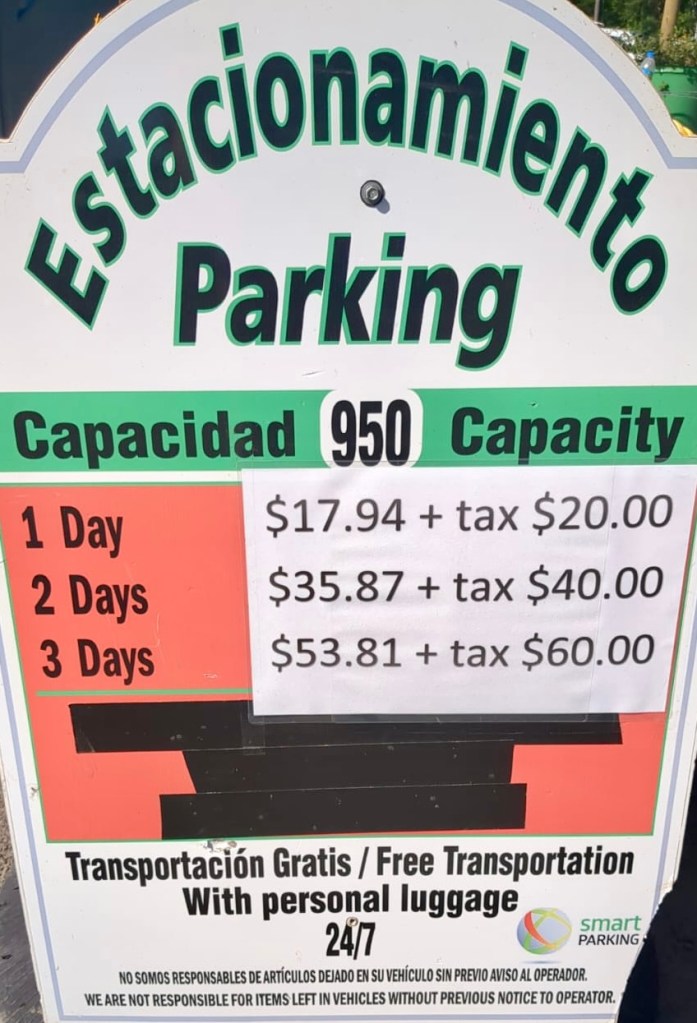 Estacionamiento
Parking
Capacidad 950 Capacity
1 Day $17.94 + tax $20.00
2 Days $35.87 + tax $40.00
3 Days $53.81 + tax $60.00
Transportación Gratis / Free Transportation
With personal luggage
24/7
smart
PARKING
NO SOMOS RESPONSABLES DE ARTÍCULOS DEJADO EN SU VEHÍCULO SIN PREVIO AVISO AL OPERADOR.
WE ARE NOT RESPONSIBLE FOR ITEMS LEFT IN VEHICLES WITHOUT PREVIOUS NOTICE TO OPERATOR.